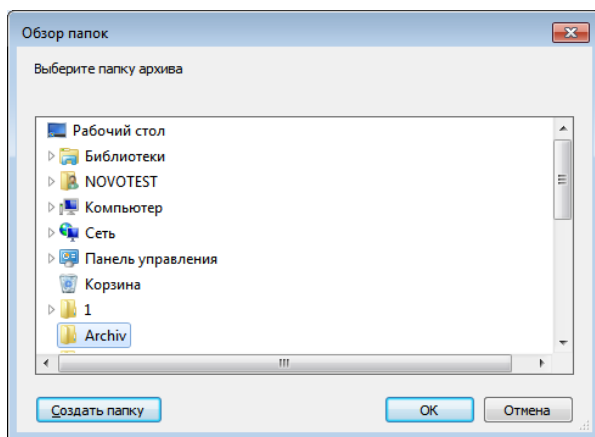 Обзор папок
Выберите папку архива
Рабочий стол
Библиотеки
NOVOTEST
Компьютер
Сеть
Панель управления
Корзина
1
Archiv
Создать папку
ОК
Отмена